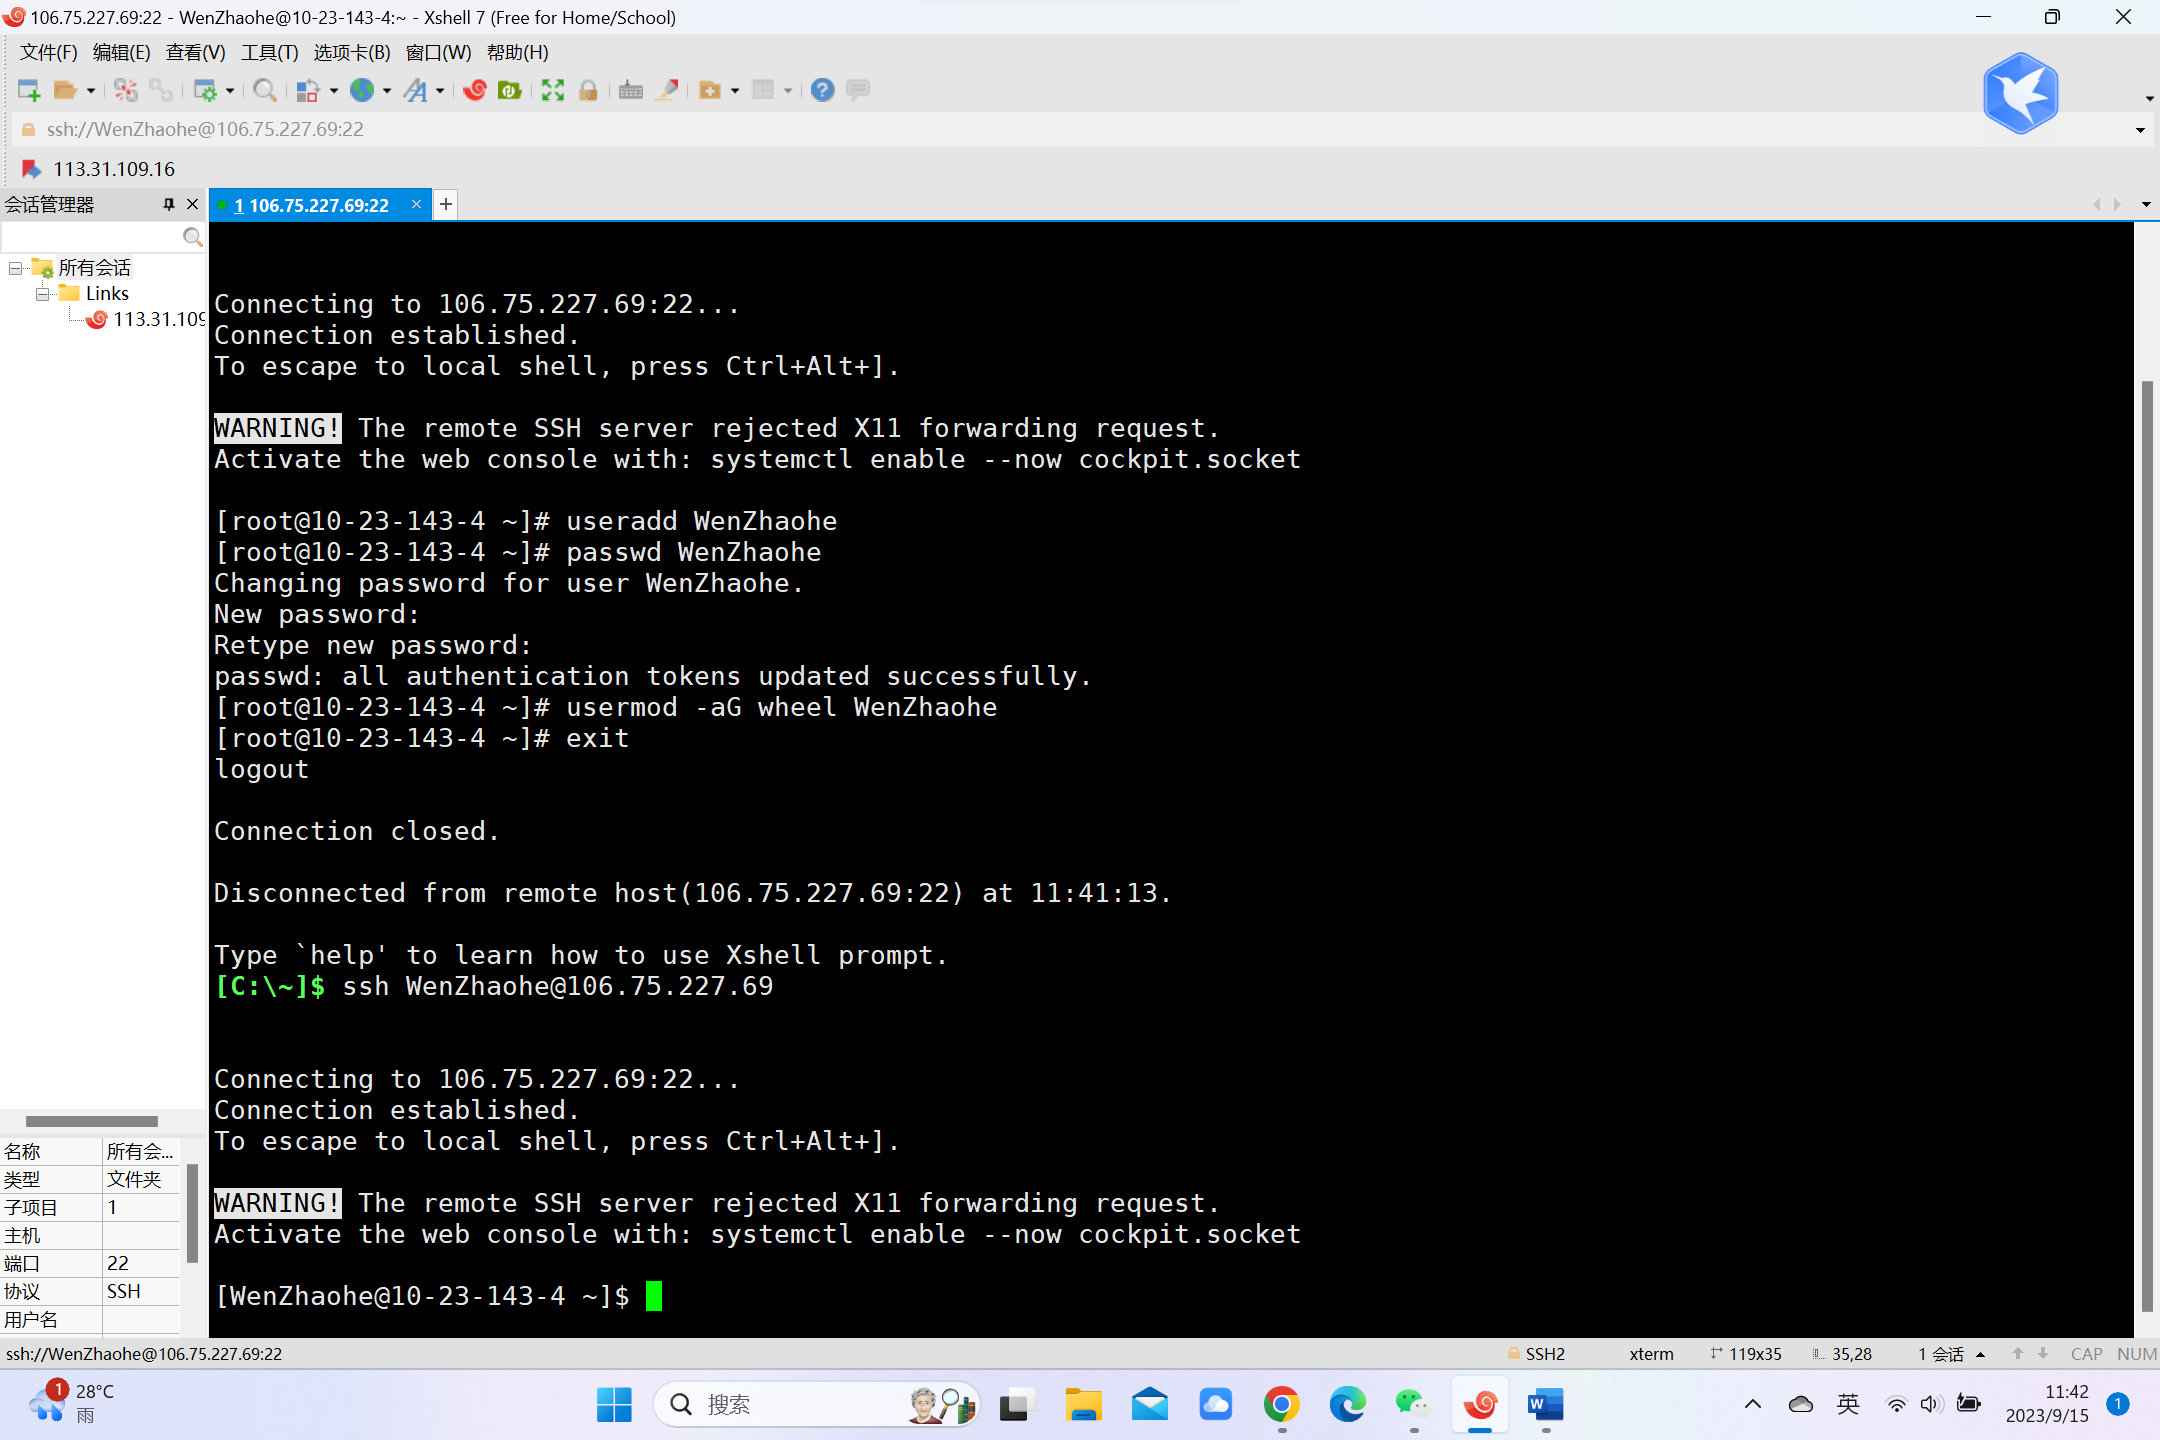 106.75.227.69:22 - WenZhaohe@10-23-143-4:~ - Xshell 7 (Free for Home/School)
文件(F) 编辑(E) 查看(V) 工具(T) 选项卡(B) 窗口(W) 帮助(H)
ssh://WenZhaohe@106.75.227.69:22
113.31.109.16
会话管理器
1 106.75.227.69:22
所有会话
Links
113.31.109
Connecting to 106.75.227.69:22...
Connection established.
To escape to local shell, press Ctrl+Alt+].
WARNING! The remote SSH server rejected X11 forwarding request.
Activate the web console with: systemctl enable --now cockpit.socket
[root@10-23-143-4 ~]# useradd WenZhaohe
[root@10-23-143-4 ~]# passwd WenZhaohe
Changing password for user WenZhaohe.
New password:
Retype new password:
passwd: all authentication tokens updated successfully.
[root@10-23-143-4 ~]# usermod -aG wheel WenZhaohe
[root@10-23-143-4 ~]# exit
logout
Connection closed.
Disconnected from remote host(106.75.227.69:22) at 11:41:13.
Type `help' to learn how to use Xshell prompt.
[C:\~]$ ssh WenZhaohe@106.75.227.69
Connecting to 106.75.227.69:22...
Connection established.
To escape to local shell, press Ctrl+Alt+].
WARNING! The remote SSH server rejected X11 forwarding request.
Activate the web console with: systemctl enable --now cockpit.socket
[WenZhaohe@10-23-143-4 ~]$
名称 所有会...
类型 文件夹
子项目 1
主机
端口 22
协议 SSH
用户名
ssh://WenZhaohe@106.75.227.69:22
SSH2 xterm 119x35 35,28 1 会话 CAP NUM
1 28°C
雨
搜索
英
11:42
2023/9/15
1